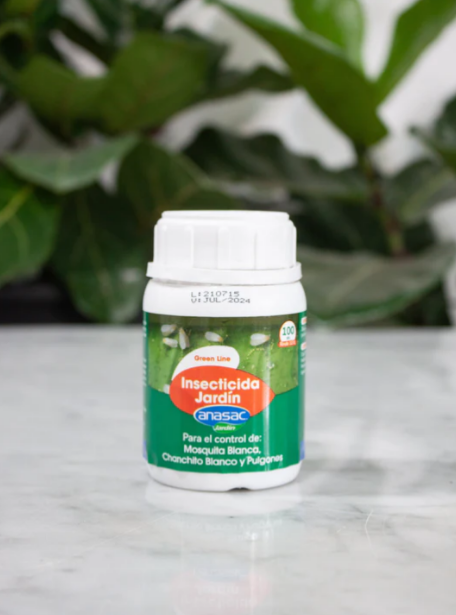 L:210715
V:JUL/2024
100
Green Line
Insecticida
Jardín
anasac
Jardín
Para el control de:
Mosquita Blanca,
Chanchito Blanco y Pulgones